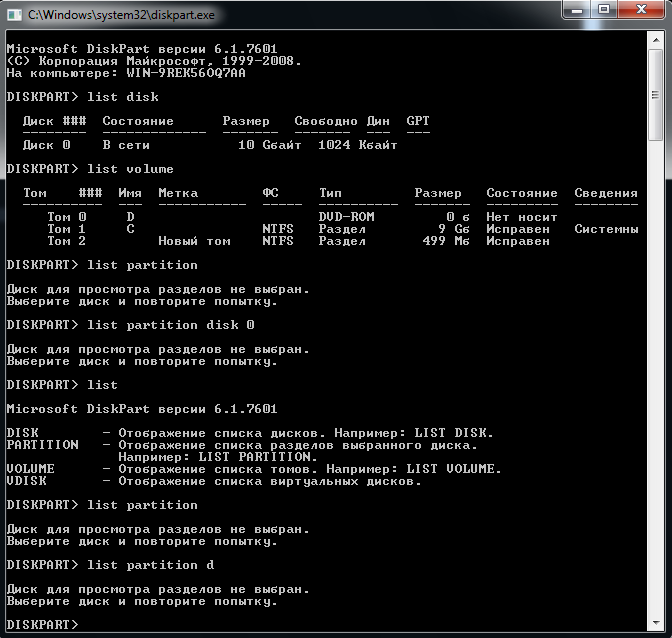 C:\Windows\system32\diskpart.exe
Microsoft DiskPart версии 6.1.7601
(C) Корпорация Майкрософт, 1999-2008.
На компьютере: WIN-9REK56OQ7AA
DISKPART> list disk
Диск ### Состояние Размер Свободно Дин GPT
-------- ------------- ------- ------- --- ---
Диск 0 В сети 10 Gбайт 1024 Kбайт
DISKPART> list volume
Том ### Имя Метка ФС Тип Размер Состояние Сведения
---------- --- ----------- ----- ---------- ------- --------- --------
Том 0 D DVD-ROM 0 б Нет носит
Том 1 C NTFS Раздел 9 Gб Исправен Системны
Том 2 Новый том NTFS Раздел 499 Mб Исправен
DISKPART> list partition
Диск для просмотра разделов не выбран.
Выберите диск и повторите попытку.
DISKPART> list partition disk 0
Диск для просмотра разделов не выбран.
Выберите диск и повторите попытку.
DISKPART> list
Microsoft DiskPart версии 6.1.7601
DISK - Отображение списка дисков. Например: LIST DISK.
PARTITION - Отображение списка разделов выбранного диска.
Например: LIST PARTITION.
VOLUME - Отображение списка томов. Например: LIST VOLUME.
VDISK - Отображение списка виртуальных дисков.
DISKPART> list partition
Диск для просмотра разделов не выбран.
Выберите диск и повторите попытку.
DISKPART> list partition d
Диск для просмотра разделов не выбран.
Выберите диск и повторите попытку.
DISKPART>